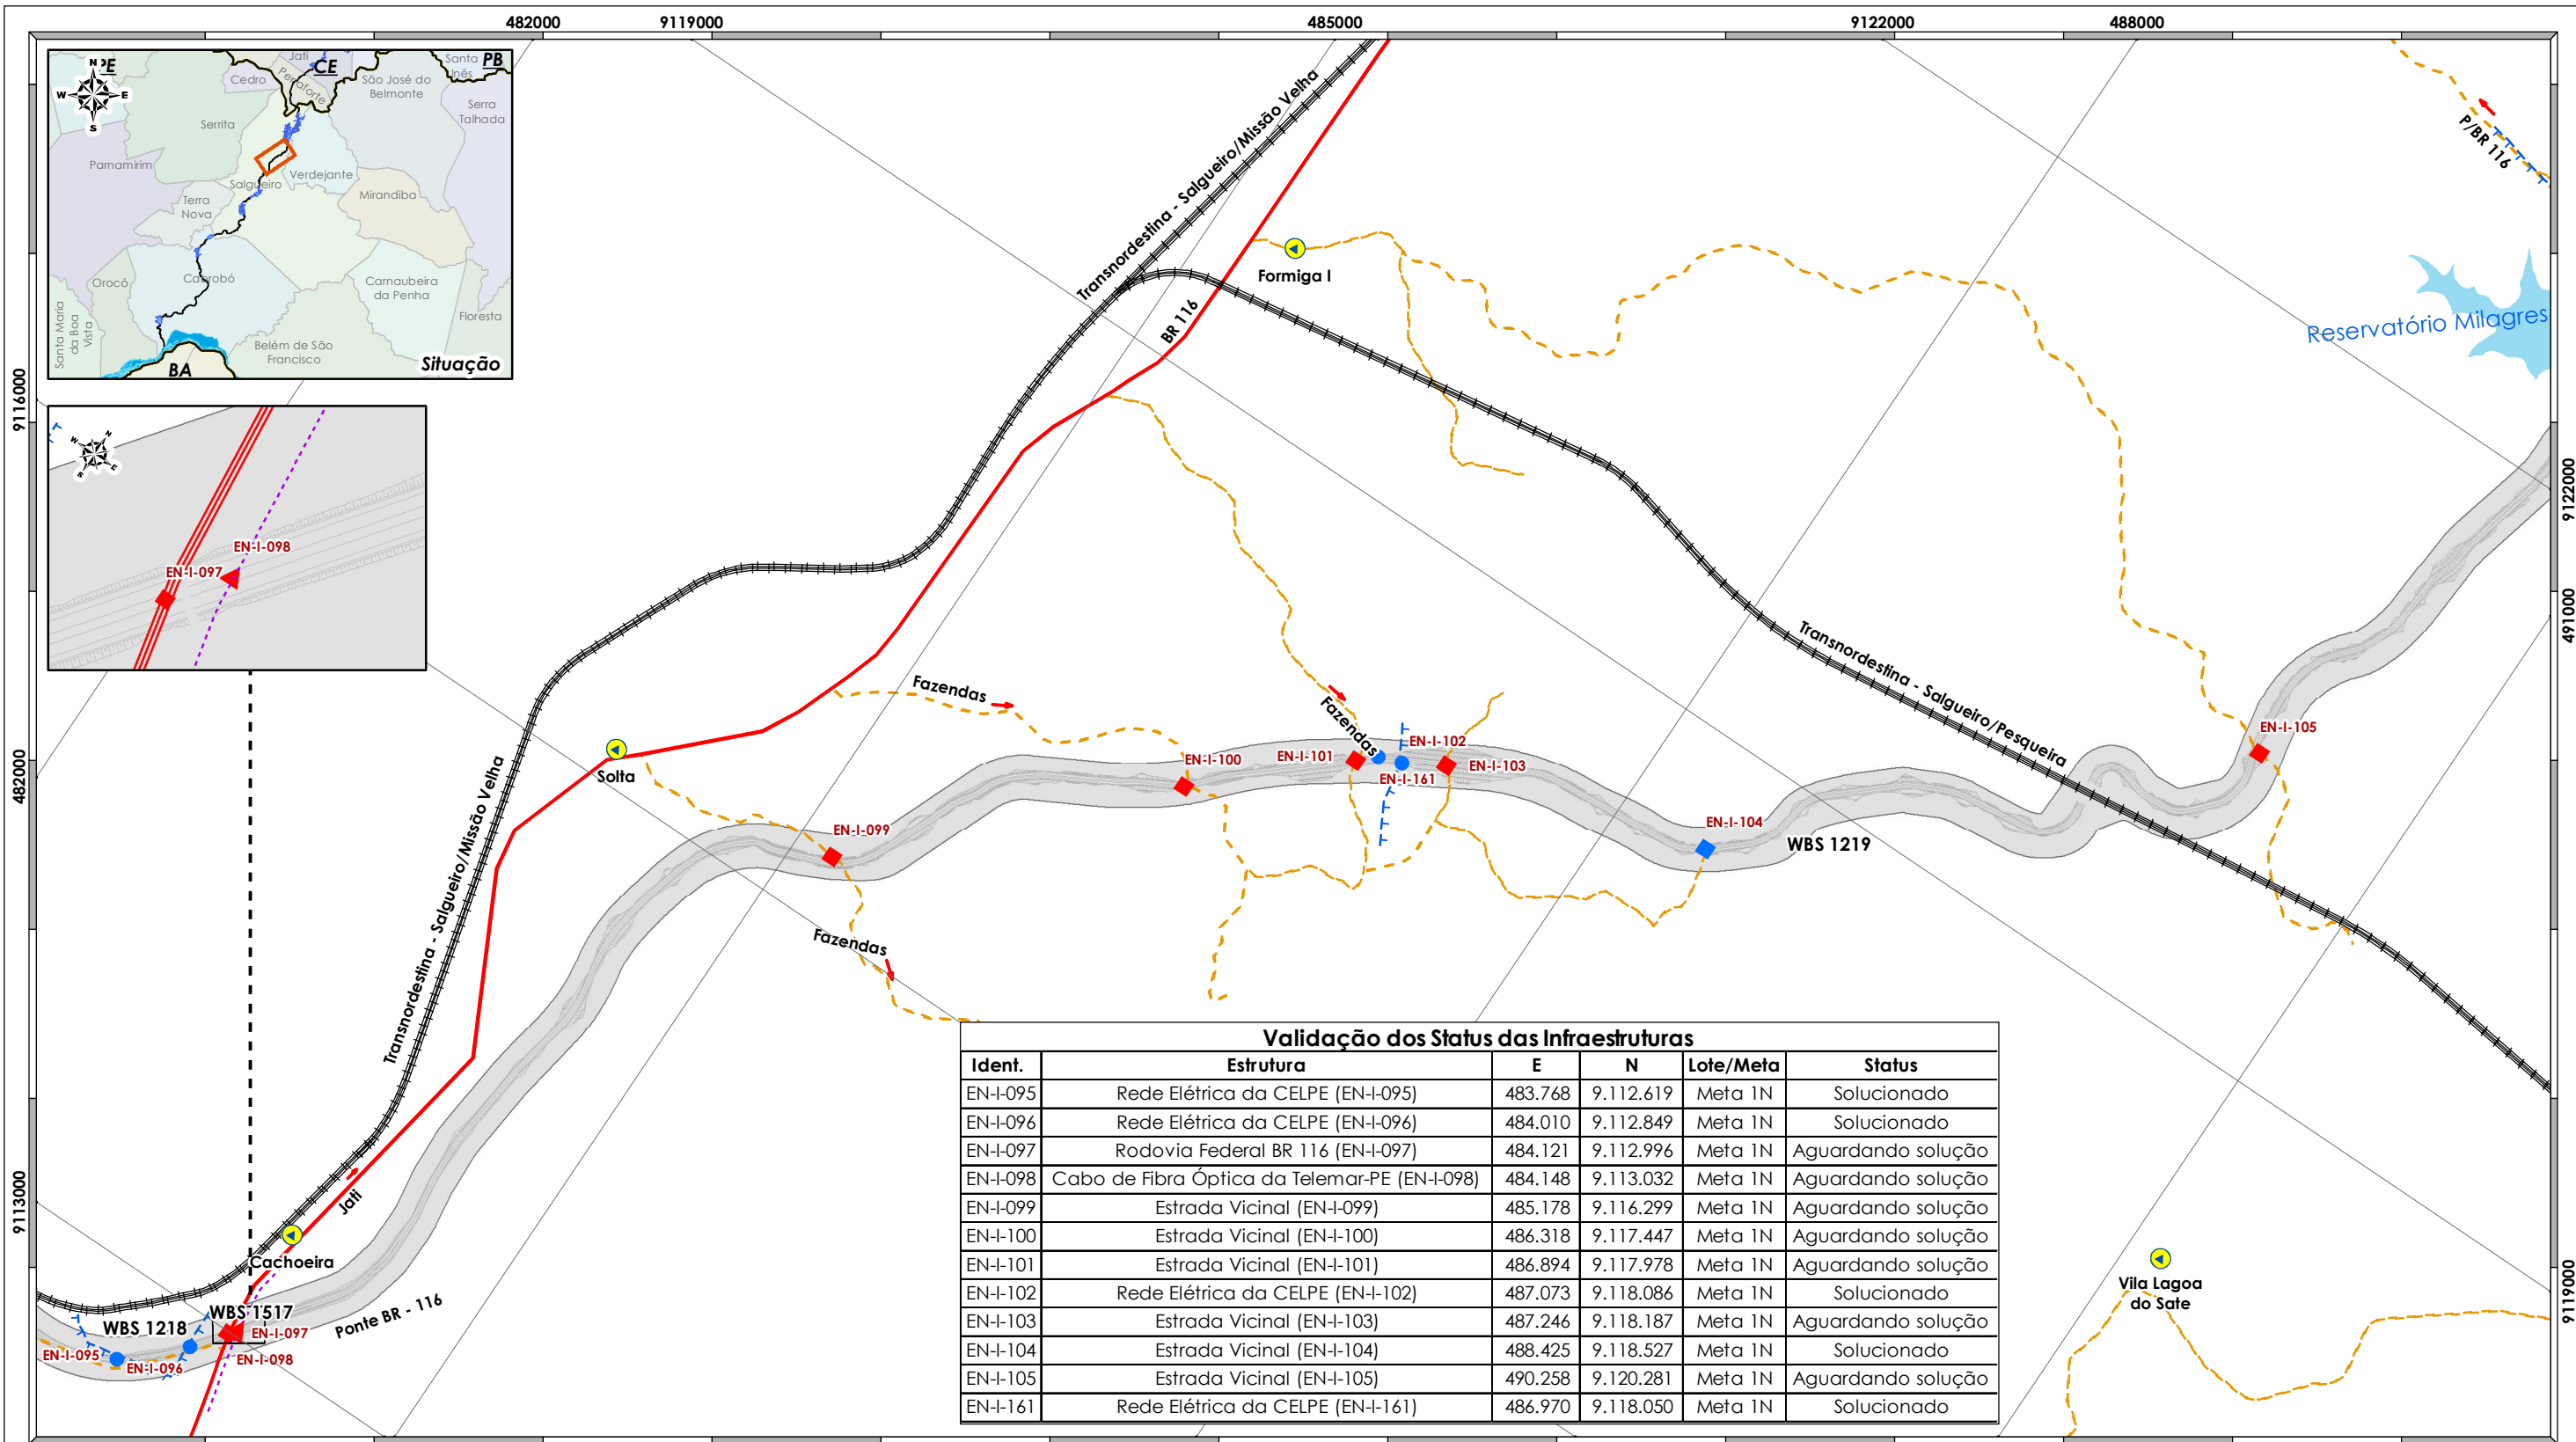 482000 9119000 485000 9122000 488000
9116000
482000
9113000
9122000
491000
9119000
PE
CE
PB
N
W E
S
Jati
Penaforte
Cedro
Santa
Inês
São José do
Belmonte
Serra
Talhada
Serrita
Parnamirim
Salgueiro
Verdejante
Mirandiba
Terra
Nova
Orocó
Cabrobó
Carnaubeira
da Penha
Floresta
Santa Maria
da Boa
Vista
Belém de São
Francisco
BA
Situação
N
W E
S
EN-I-098
EN-I-097
Transnordestina - Salgueiro/Missão Velha
BR 116
Formiga I
P/BR 116
Reservatório Milagres
Transnordestina - Salgueiro/Pesqueira
Fazendas
Fazendas
Solta
EN-I-099
EN-I-100
EN-I-101
EN-I-102
EN-I-161
EN-I-103
EN-I-104
WBS 1219
EN-I-105
Fazendas
Transnordestina - Salgueiro/Missão Velha
Jati
Cachoeira
WBS 1517
WBS 1218
EN-I-097
EN-I-095
EN-I-096
EN-I-098
Ponte BR - 116
Vila Lagoa
do Sate
Validação dos Status das Infraestruturas
Ident. Estrutura E N Lote/Meta Status
EN-I-095 Rede Elétrica da CELPE (EN-I-095) 483.768 9.112.619 Meta 1N Solucionado
EN-I-096 Rede Elétrica da CELPE (EN-I-096) 484.010 9.112.849 Meta 1N Solucionado
EN-I-097 Rodovia Federal BR 116 (EN-I-097) 484.121 9.112.996 Meta 1N Aguardando solução
EN-I-098 Cabo de Fibra Óptica da Telemar-PE (EN-I-098) 484.148 9.113.032 Meta 1N Aguardando solução
EN-I-099 Estrada Vicinal (EN-I-099) 485.178 9.116.299 Meta 1N Aguardando solução
EN-I-100 Estrada Vicinal (EN-I-100) 486.318 9.117.447 Meta 1N Aguardando solução
EN-I-101 Estrada Vicinal (EN-I-101) 486.894 9.117.978 Meta 1N Aguardando solução
EN-I-102 Rede Elétrica da CELPE (EN-I-102) 487.073 9.118.086 Meta 1N Solucionado
EN-I-103 Estrada Vicinal (EN-I-103) 487.246 9.118.187 Meta 1N Aguardando solução
EN-I-104 Estrada Vicinal (EN-I-104) 488.425 9.118.527 Meta 1N Solucionado
EN-I-105 Estrada Vicinal (EN-I-105) 490.258 9.120.281 Meta 1N Aguardando solução
EN-I-161 Rede Elétrica da CELPE (EN-I-161) 486.970 9.118.050 Meta 1N Solucionado